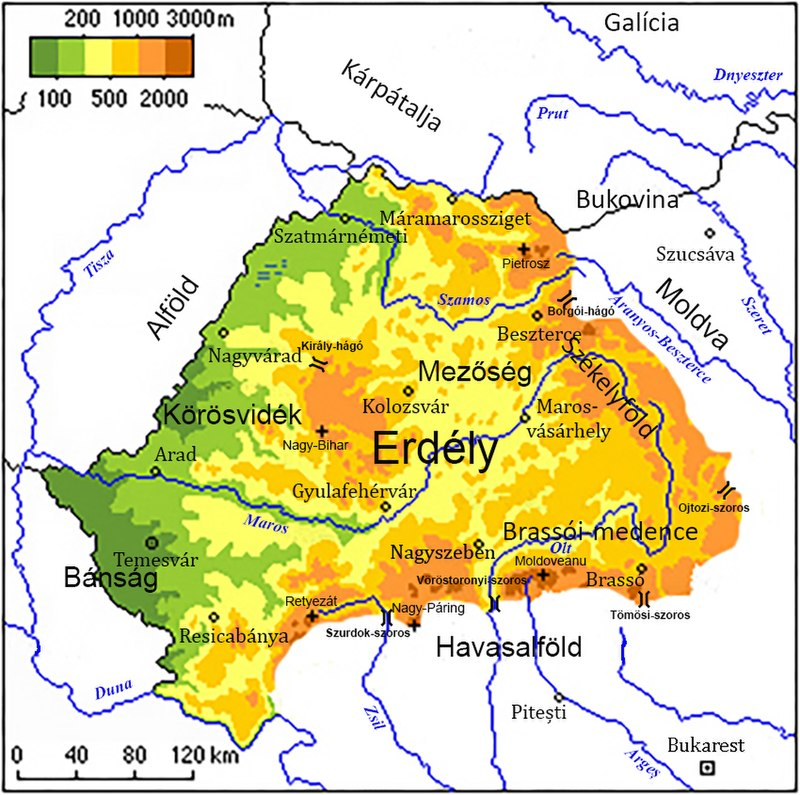 200 1000 3000 m
100 500 2000
Galícia
Dnyeszter
Kárpátalja
Prut
Bukovina
Máramarossziget
Szatmárnémeti
Szucsáva
Pietrosz
Tisza
Szamos
Moldva
Alföld
Borgói-hágó
Aranyos-Beszterce
Szeret
Beszterce
Nagyvárad
Király-hágó
Székelyföld
Mezőség
Kolozsvár
Maros-
vásárhely
Körösvidék
Nagy-Bihar
Erdély
Arad
Gyulafehérvár
Ojtozi-szoros
Maros
Brassói-medence
Olt
Nagyszeben
Temesvár
Moldoveanu
Bánság
Vöröstoronyi-szoros
Brassó
Retyezát
Nagy-Páring
Tömösi-szoros
Resicabánya
Szurdok-szoros
Havasalföld
Duna
Zsil
Pitești
Argeș
Bukarest
0 40 80 120 km